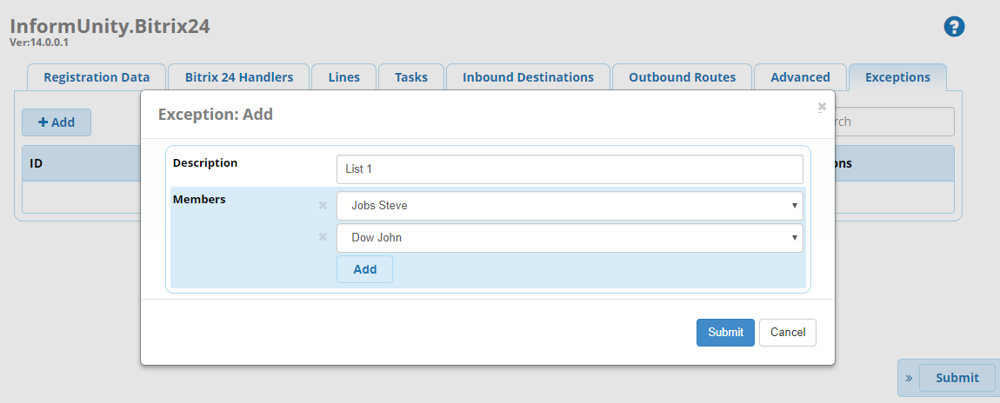 InformUnity.Bitrix24
Ver:14.0.0.1
?
Registration Data Bitrix 24 Handlers Lines Tasks Inbound Destinations Outbound Routes Advanced Exceptions
Exception: Add
+ Add
rch
ID
ons
Description List 1
Members Jobs Steve
Dow John
Add
Submit Cancel
» Submit